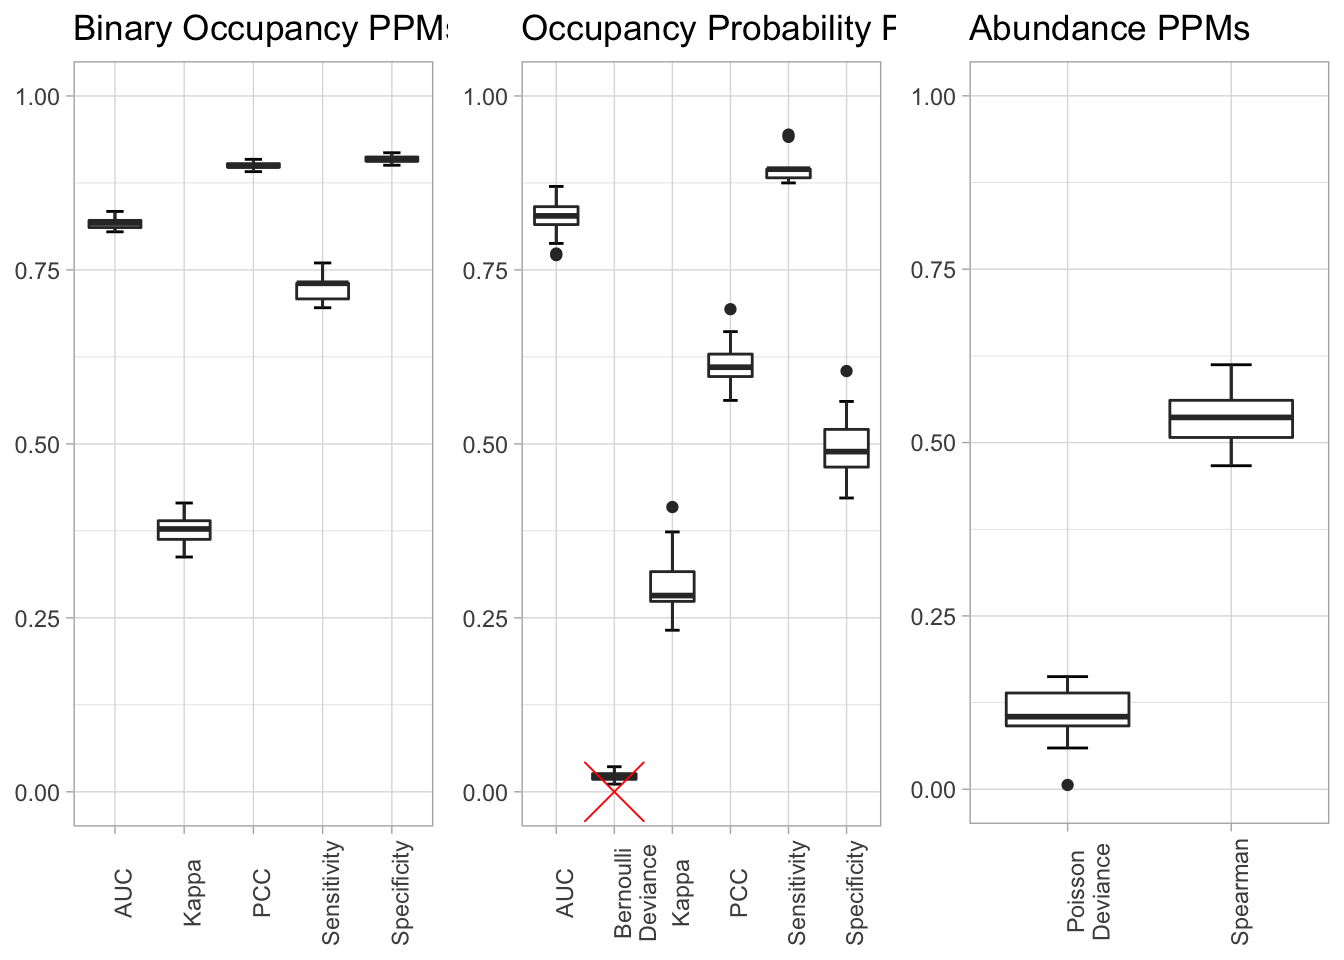 Binary Occupancy PPMs
1.00
0.75
0.50
0.25
0.00
AUC
Kappa
PCC
Sensitivity
Specificity
Occupancy Probability P
1.00
0.75
0.50
0.25
0.00
AUC
Bernoulli
Deviance
Kappa
PCC
Sensitivity
Specificity
Abundance PPMs
1.00
0.75
0.50
0.25
0.00
Poisson
Deviance
Spearman